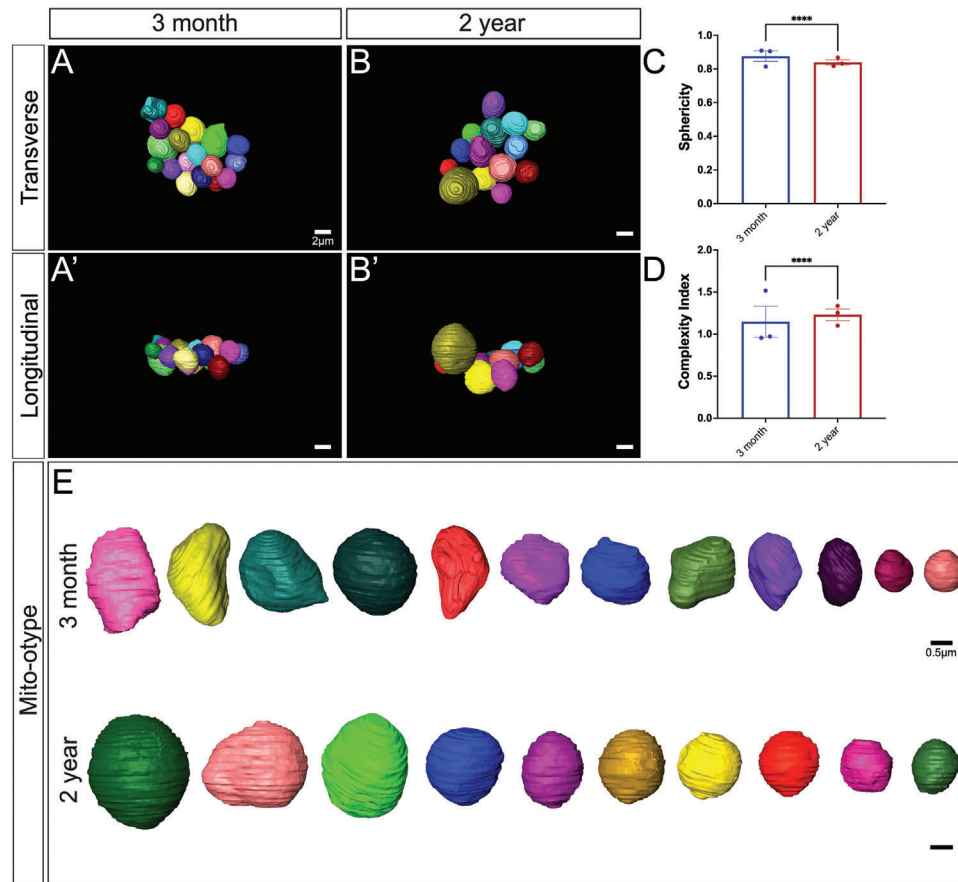 3 month
2 year
Transverse
A
B
2µm
Longitudinal
A'
B'
C
****
Sphericity
1.0
0.8
0.6
0.4
0.2
0.0
3 month
2 year
D
****
Complexity Index
2.0
1.5
1.0
0.5
0.0
3 month
2 year
Mito-otype
E
3 month
0.5µm
2 year